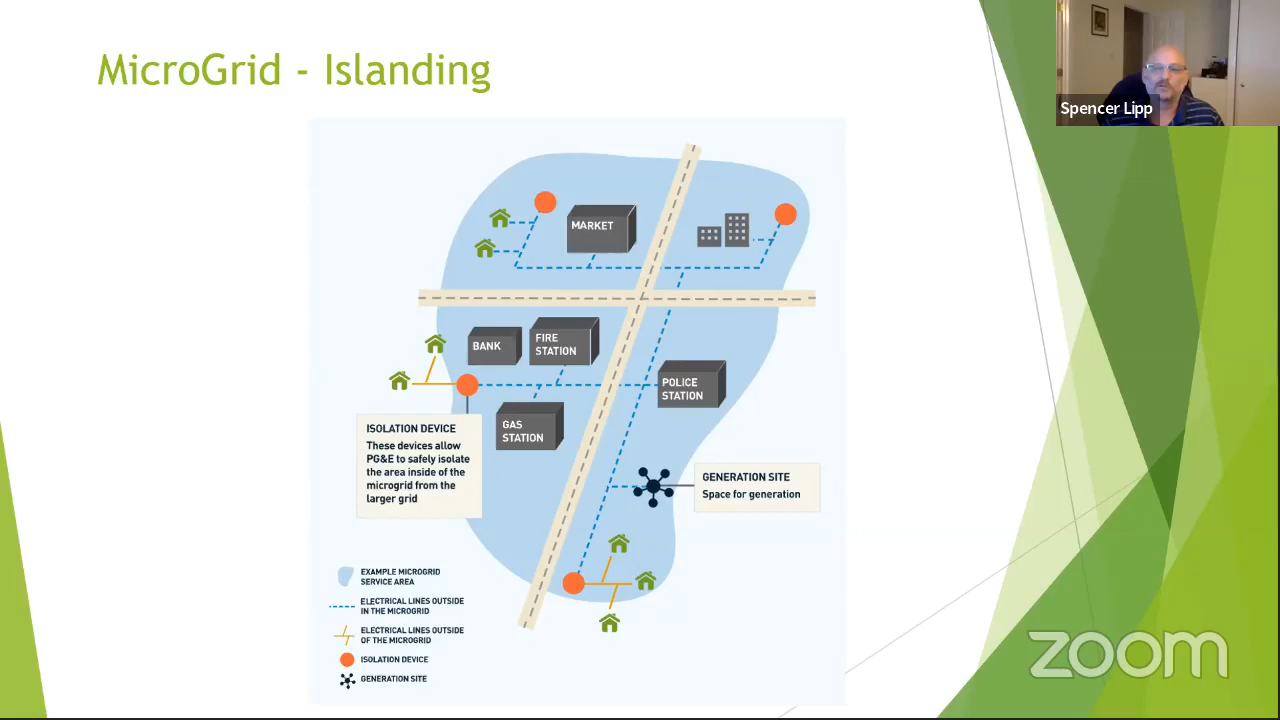 MicroGrid - Islanding
Spencer Lipp
MARKET
BANK
FIRE
STATION
POLICE
STATION
GAS
STATION
ISOLATION DEVICE
These devices allow
PG&E to safely isolate
the area inside of the
microgrid from the
larger grid
GENERATION SITE
Space for generation
EXAMPLE MICROGRID
SERVICE AREA
ELECTRICAL LINES OUTSIDE
IN THE MICROGRID
ELECTRICAL LINES OUTSIDE
OF THE MICROGRID
ISOLATION DEVICE
GENERATION SITE
zoom